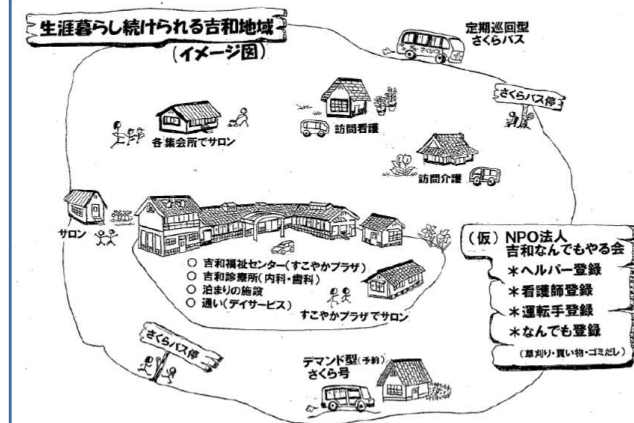 生涯暮らし続けられる吉和地域
(イメージ図)
定期巡回型
さくらバス
さくらバス停
訪問看護
各集会所でサロン
訪問介護
サロン
○ 吉和福祉センター(すこやかプラザ)
○ 吉和診療所(内科・歯科)
○ 泊まりの施設
○ 通い(デイサービス)
すこやかプラザでサロン
(仮) NPO法人
吉和なんでもやる会
*ヘルパー登録
*看護師登録
*運転手登録
*なんでも登録
(草刈り・買い物・ゴミだし)
さくらバス停
デマンド型(予約)
さくら号